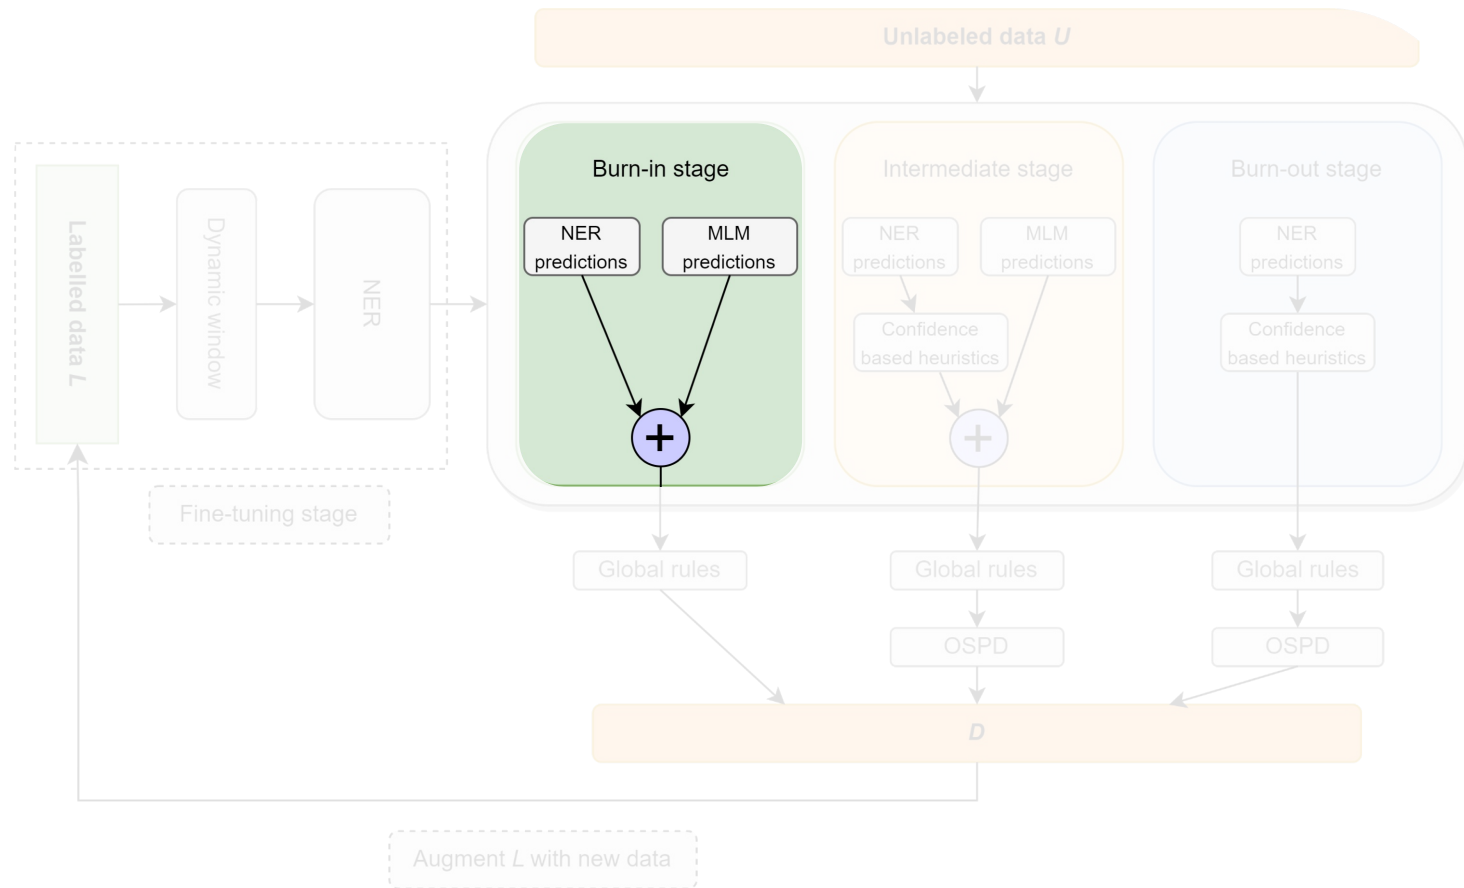 Unlabeled data U
Burn-in stage
Intermediate stage
Burn-out stage
NER
predictions
MLM
predictions
NER
predictions
MLM
predictions
NER
predictions
Confidence
based heuristics
Confidence
based heuristics
+
+
Labelled data L
Dynamic window
NER
Fine-tuning stage
Global rules
Global rules
Global rules
OSPD
OSPD
D
Augment L with new data